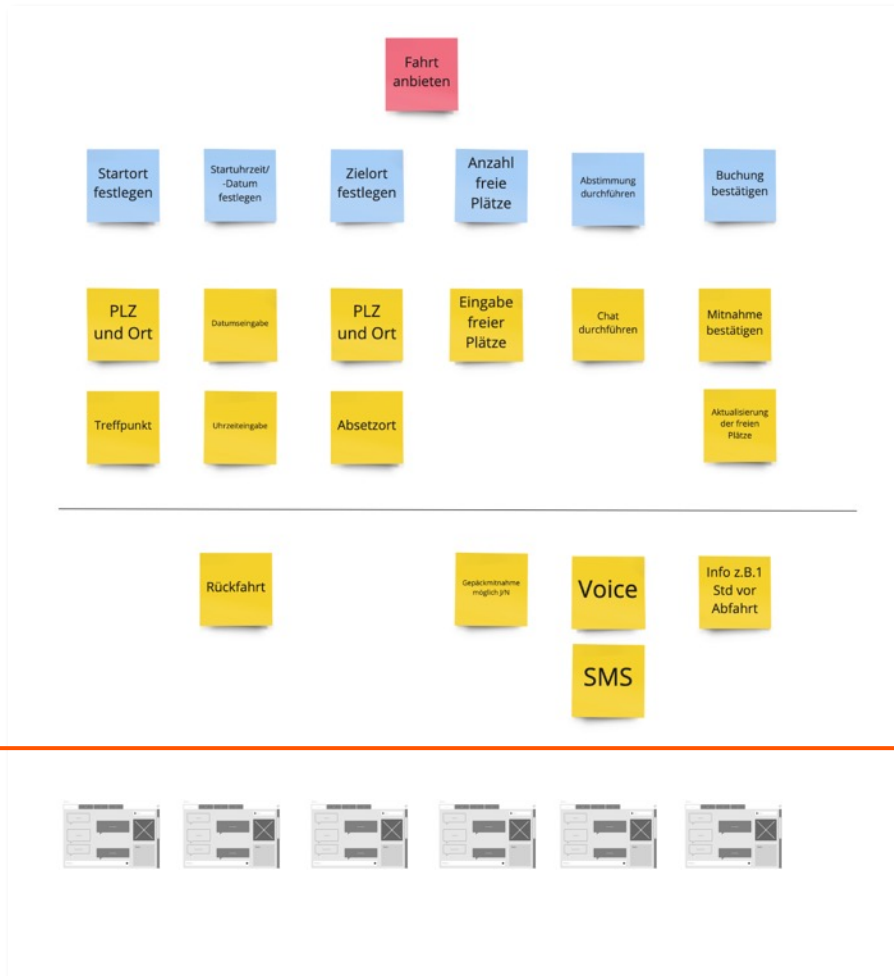 Fahrt
anbieten
Startort
festlegen
Startuhrzeit/
-Datum
festlegen
Zielort
festlegen
Anzahl
freie
Plätze
Abstimmung
durchführen
Buchung
bestätigen
PLZ
und Ort
Datumseingabe
PLZ
und Ort
Eingabe
freier
Plätze
Chat
durchführen
Mitnahme
bestätigen
Treffpunkt
Uhrzeiteingabe
Absetzort
Aktualisierung
der freien
Plätze
Rückfahrt
Gepäckmitnahme
möglich J/N
Voice
Info z.B.1
Std vor
Abfahrt
SMS